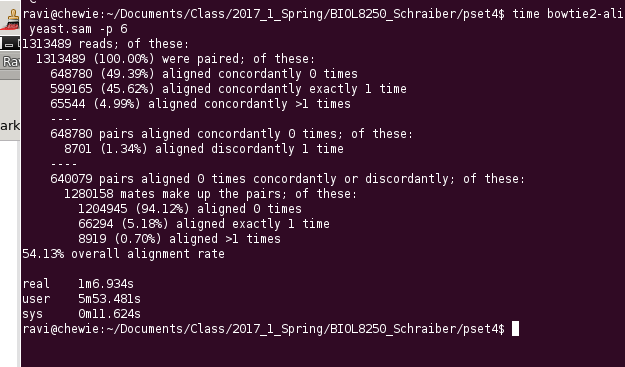 ravi@chewie:~/Documents/Class/2017_1_Spring/BIOL8250_Schraiber/pset4$ time bowtie2-ali
yeast.sam -p 6
1313489 reads; of these:
1313489 (100.00%) were paired; of these:
648780 (49.39%) aligned concordantly 0 times
599165 (45.62%) aligned concordantly exactly 1 time
65544 (4.99%) aligned concordantly >1 times
----
648780 pairs aligned concordantly 0 times; of these:
8701 (1.34%) aligned discordantly 1 time
----
640079 pairs aligned 0 times concordantly or discordantly; of these:
1280158 mates make up the pairs; of these:
1204945 (94.12%) aligned 0 times
66294 (5.18%) aligned exactly 1 time
8919 (0.70%) aligned >1 times
54.13% overall alignment rate
real 1m6.934s
user 5m53.481s
sys 0m11.624s
ravi@chewie:~/Documents/Class/2017_1_Spring/BIOL8250_Schraiber/pset4$
Ra
ark